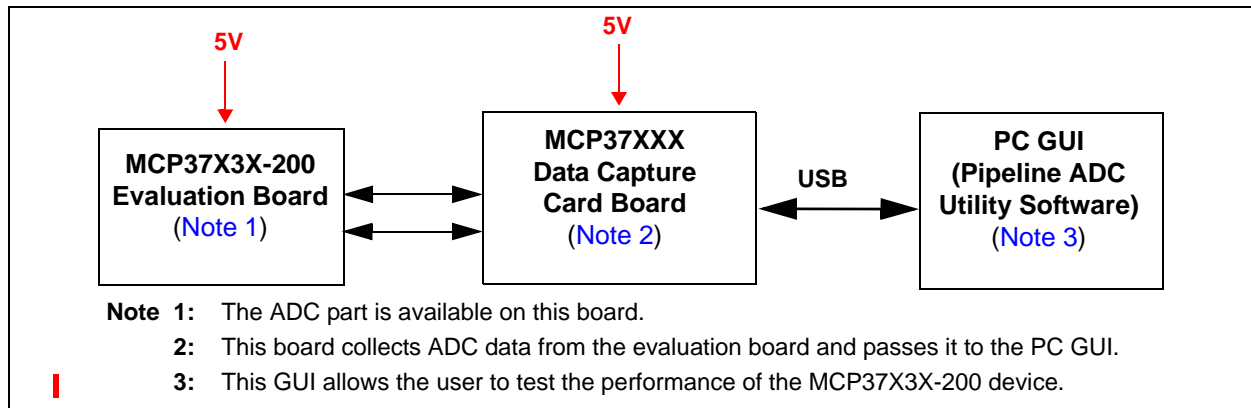 5V
5V
MCP37X3X-200
Evaluation Board
(Note 1)
MCP37XXX
Data Capture
Card Board
(Note 2)
USB
PC GUI
(Pipeline ADC
Utility Software)
(Note 3)
Note 1: The ADC part is available on this board.
2: This board collects ADC data from the evaluation board and passes it to the PC GUI.
3: This GUI allows the user to test the performance of the MCP37X3X-200 device.